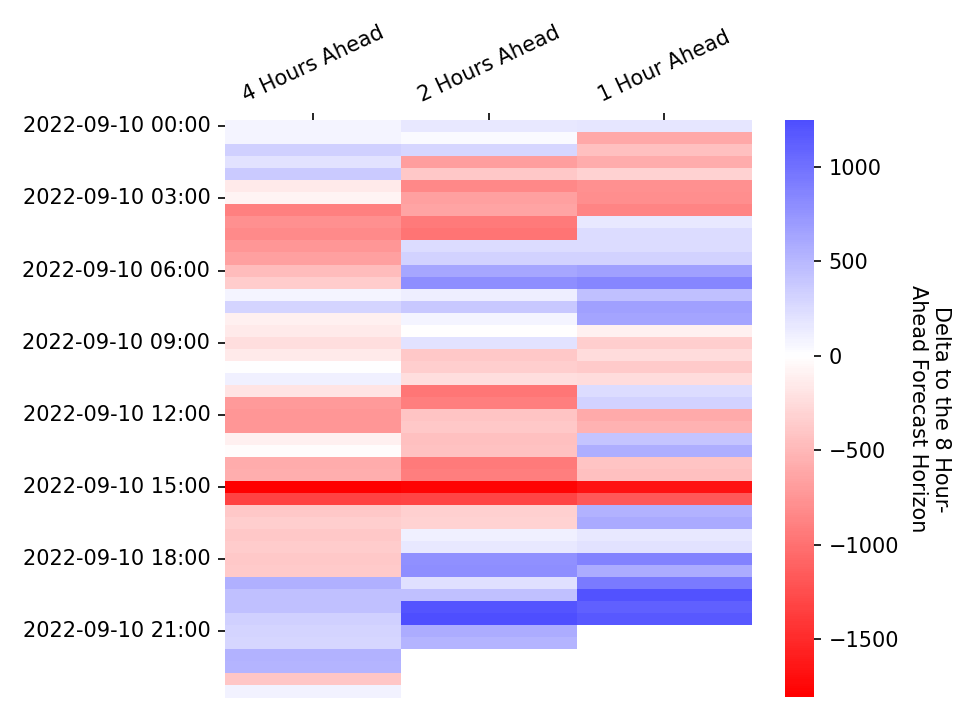 4 Hours Ahead
2 Hours Ahead
1 Hour Ahead
2022-09-10 00:00
2022-09-10 03:00
2022-09-10 06:00
2022-09-10 09:00
2022-09-10 12:00
2022-09-10 15:00
2022-09-10 18:00
2022-09-10 21:00
1000
500
0
−500
−1000
−1500
Delta to the 8 Hour-
Ahead Forecast Horizon